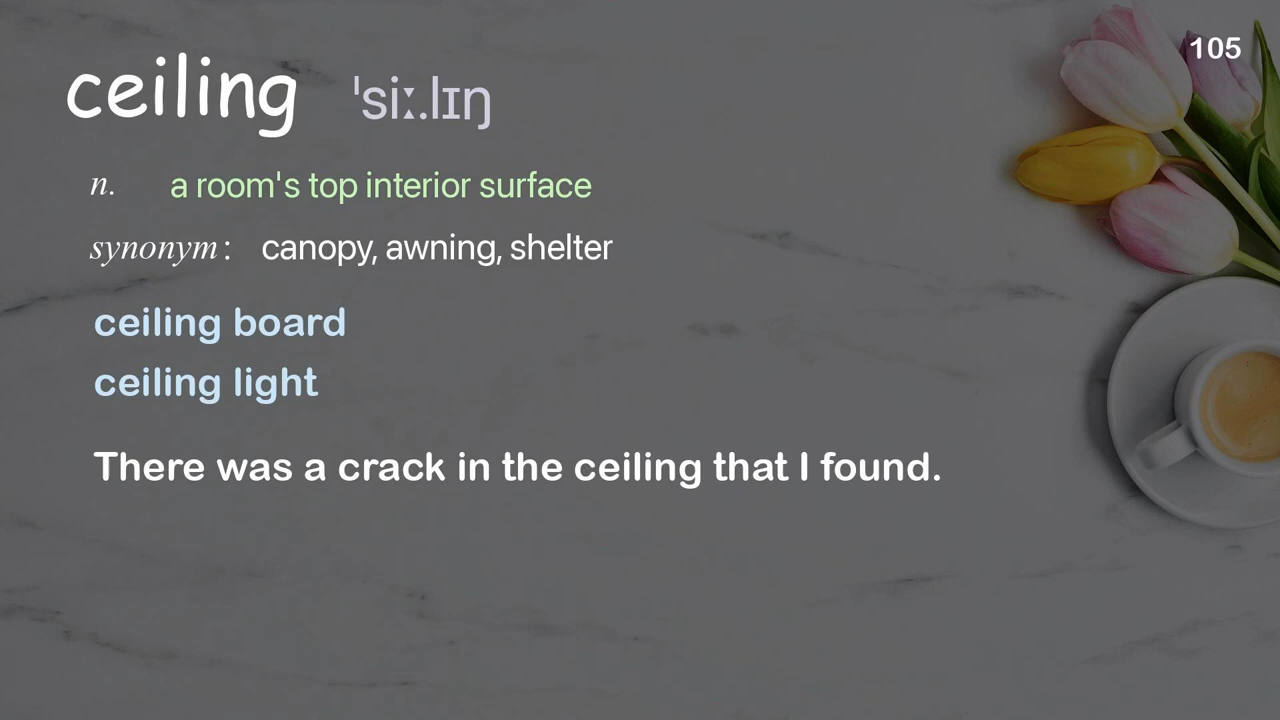 105
ceiling ˈsiː.lɪŋ
n. a room's top interior surface
synonym: canopy, awning, shelter
ceiling board
ceiling light
There was a crack in the ceiling that I found.